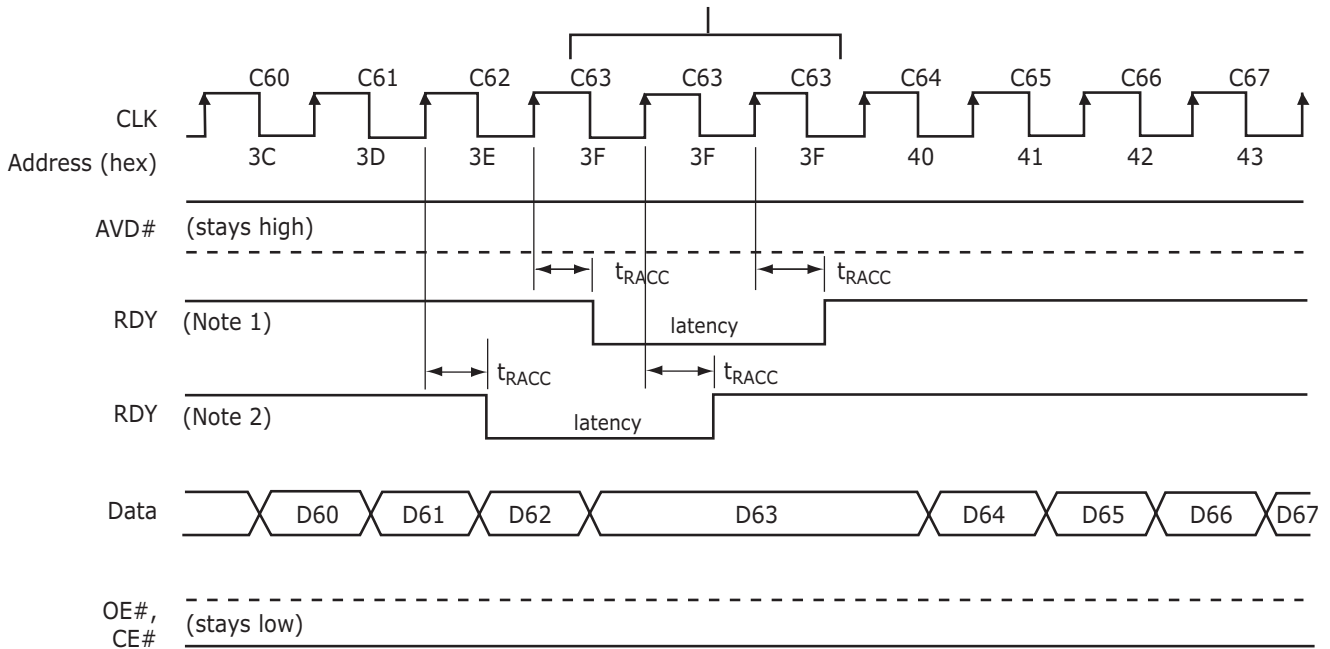 C60 C61 C62 C63 C63 C63 C64 C65 C66 C67
CLK
Address (hex) 3C 3D 3E 3F 3F 3F 40 41 42 43
AVD# (stays high)
tRACC tRACC
RDY (Note 1) latency
tRACC tRACC
RDY (Note 2) latency
Data D60 D61 D62 D63 D64 D65 D66 D67
OE#,
CE# (stays low)